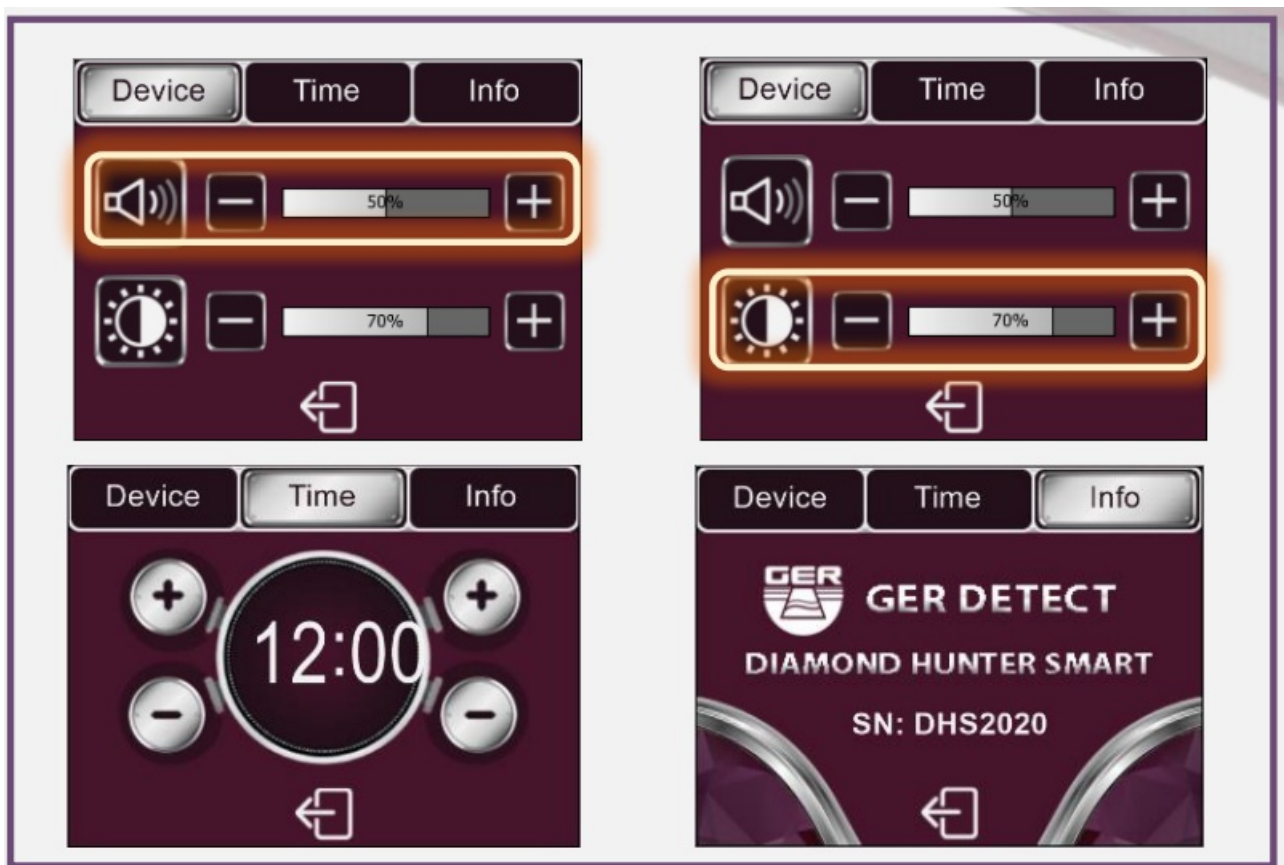 Device Time Info
50%
70%
Device Time Info
50%
70%
Device Time Info
12:00
Device Time Info
GER
GER DETECT
DIAMOND HUNTER SMART
SN: DHS2020